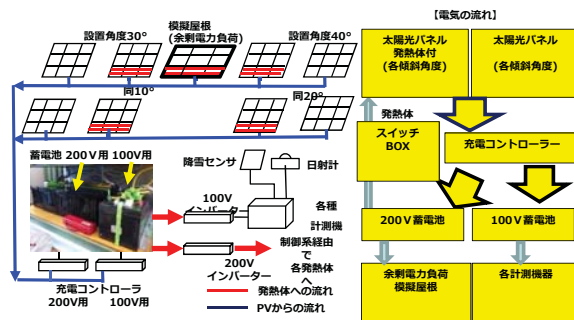 模擬屋根
(余剰電力負荷)
設置角度30°
設置角度40°
同10°
同20°
蓄電池 200V用 100V用
降雪センサ
日射計
100V
インバーター
各種
計測機
200V
インバーター
制御系経由
で
各発熱体
へ
充電コントローラ
200V用 100V用
発熱体への流れ
PVからの流れ
【電気の流れ】
太陽光パネル
発熱体付
(各傾斜角度)
太陽光パネル
(各傾斜角度)
発熱体
スイッチ
BOX
充電コントローラー
200V蓄電池
100V蓄電池
余剰電力負荷
模擬屋根
各計測機器